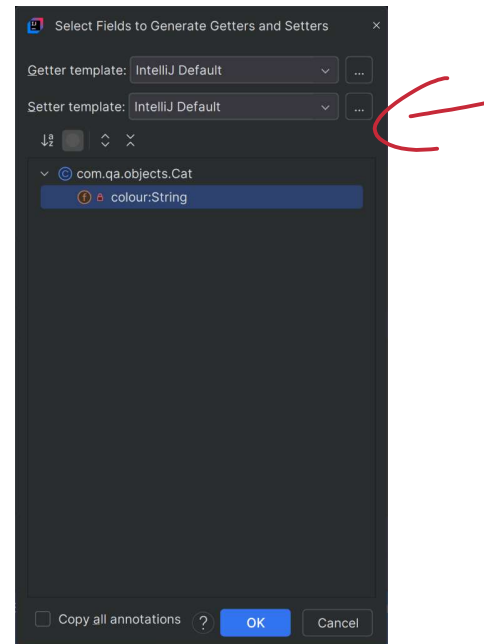 Select Fields to Generate Getters and Setters
Getter template: IntelliJ Default ...
Setter template: IntelliJ Default ...
com.qa.objects.Cat
colour:String
Copy all annotations ? OK Cancel